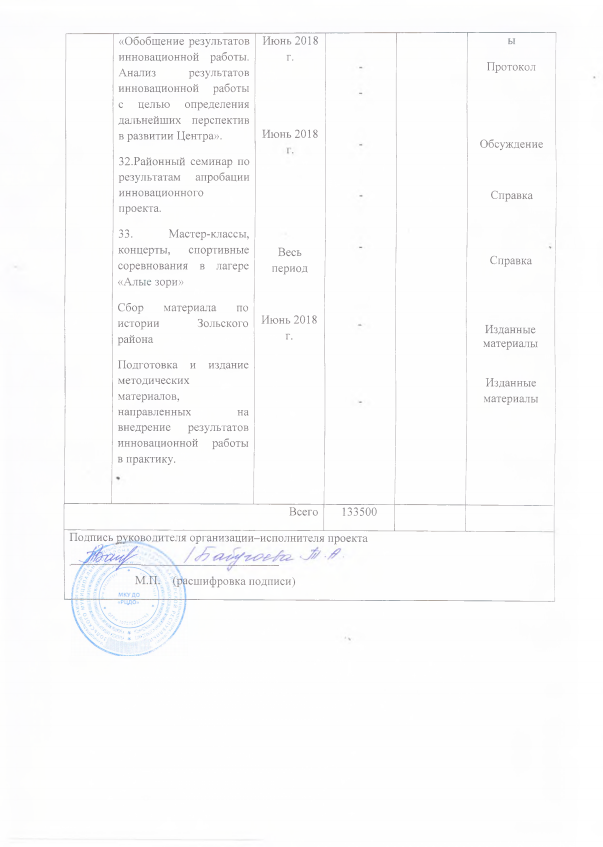 «Обобщение результатов
инновационной работы.
Анализ результатов
инновационной работы
с целью определения
дальнейших перспектив
в развитии Центра».
32.Районный семинар по
результатам апробации
инновационного
проекта.
33. Мастер-классы,
концерты, спортивные
соревнования в лагере
«Алые зори»
Сбор материала по
истории Зольского
района
Подготовка и издание
методических
материалов,
направленных на
внедрение результатов
инновационной работы
в практику.
Июнь 2018
г.
Июнь 2018
г.
Весь
период
Июнь 2018
г.
-
-
-
-
-
-
-
ы
Протокол
Обсуждение
Справка
Справка
Изданные
материалы
Изданные
материалы
Всего 133500
Подпись руководителя организации–исполнителя проекта
М.П. (расшифровка подписи)
МКУ ДО
«РЦДО»